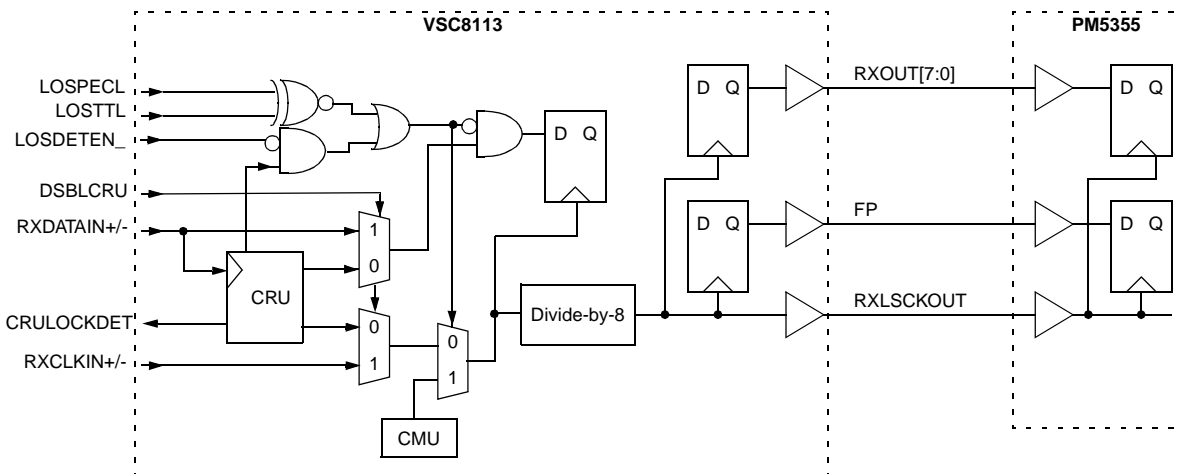 VSC8113
PM5355
LOSPECL
LOSTTL
LOSDETEN_
DSBLCRU
RXDATAIN+/-
CRULOCKDET
RXCLKIN+/-
D Q
1
0
CRU
0
1
0
1
CMU
Divide-by-8
D Q
RXOUT[7:0]
D Q
D Q
FP
D Q
RXLSCKOUT